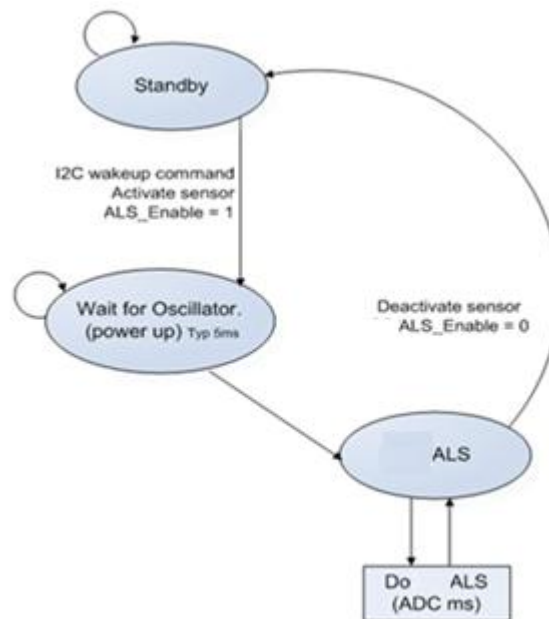 Standby
I2C wakeup command
Activate sensor
ALS_Enable = 1
Wait for Oscillator.
(power up) Typ 5ms
Deactivate sensor
ALS_Enable = 0
ALS
Do ALS
(ADC ms)